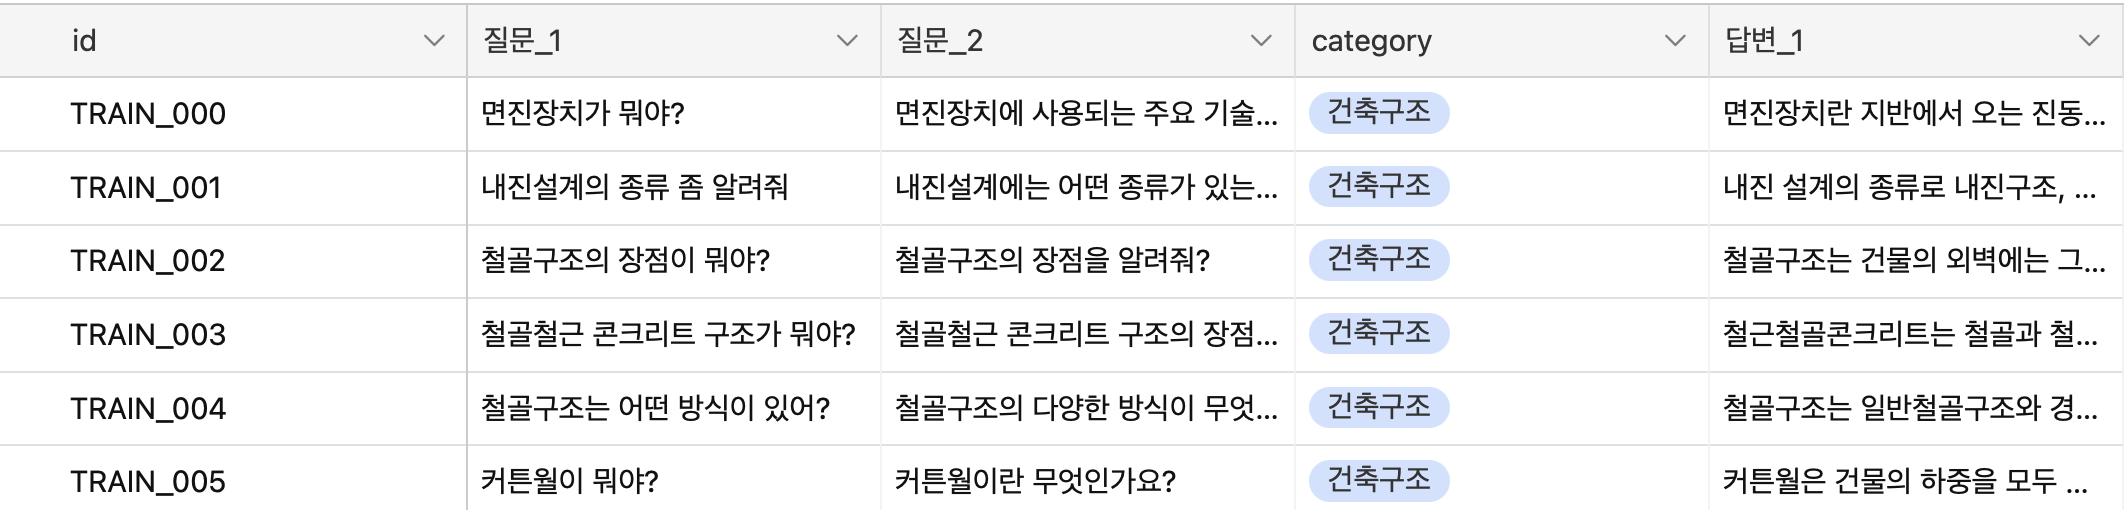 id 질문_1 질문_2 category 답변_1
TRAIN_000 면진장치가 뭐야? 면진장치에 사용되는 주요 기술... 건축구조 면진장치란 지반에서 오는 진동...
TRAIN_001 내진설계의 종류 좀 알려줘 내진설계에는 어떤 종류가 있는... 건축구조 내진 설계의 종류로 내진구조, ...
TRAIN_002 철골구조의 장점이 뭐야? 철골구조의 장점을 알려줘? 건축구조 철골구조는 건물의 외벽에는 그...
TRAIN_003 철골철근 콘크리트 구조가 뭐야? 철골철근 콘크리트 구조의 장점... 건축구조 철근철골콘크리트는 철골과 철...
TRAIN_004 철골구조는 어떤 방식이 있어? 철골구조의 다양한 방식이 무엇... 건축구조 철골구조는 일반철골구조와 경...
TRAIN_005 커튼월이 뭐야? 커튼월이란 무엇인가요? 건축구조 커튼월은 건물의 하중을 모두 ...